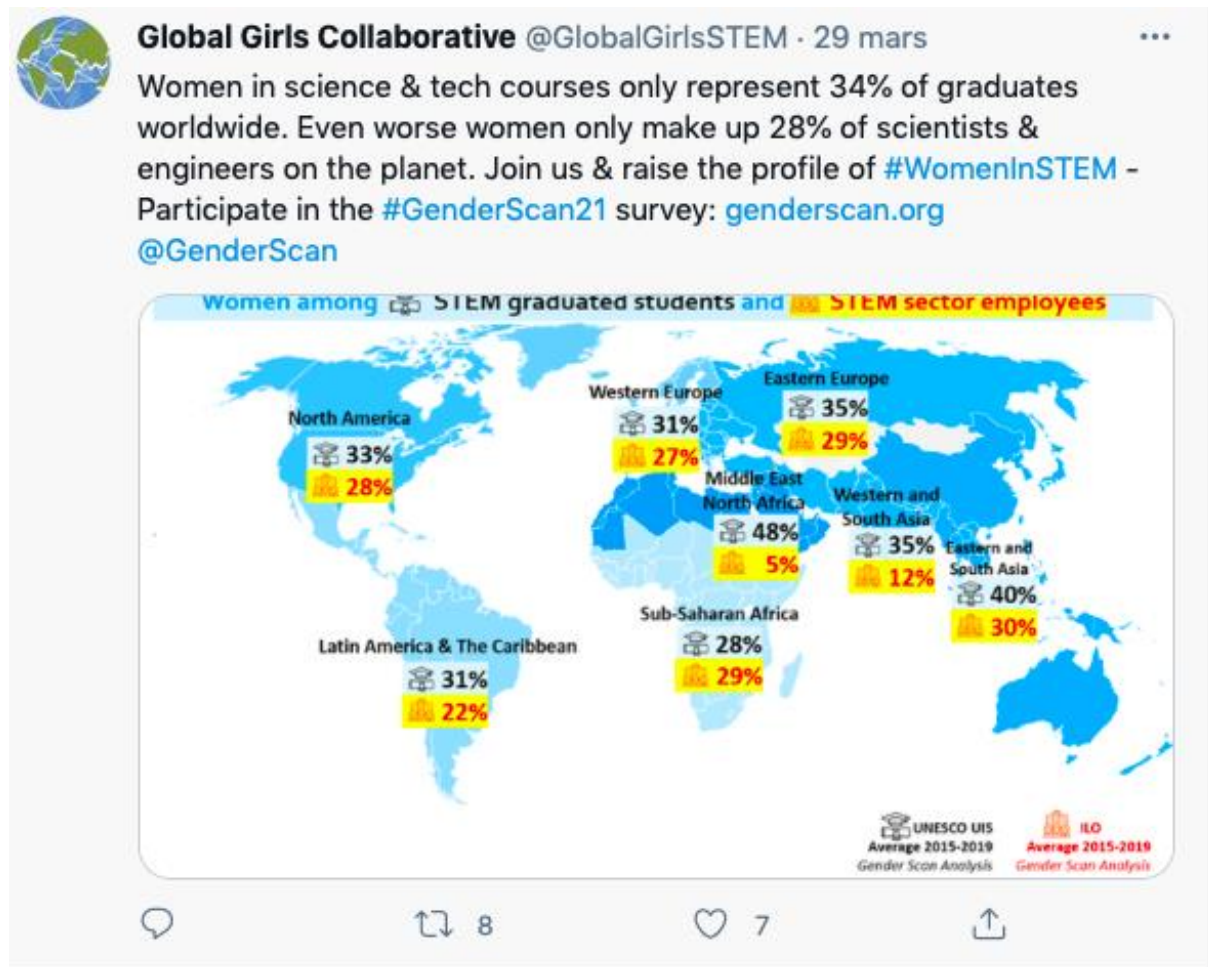 Global Girls Collaborative @GlobalGirlsSTEM · 29 mars
Women in science & tech courses only represent 34% of graduates
worldwide. Even worse women only make up 28% of scientists &
engineers on the planet. Join us & raise the profile of #WomenInSTEM -
Participate in the #GenderScan21 survey: genderscan.org
@GenderScan
Women among STEM graduated students and STEM sector employees
North America
33%
28%
Western Europe
31%
27%
Eastern Europe
35%
29%
Middle East
North Africa
48%
5%
Western and
South Asia
35%
12%
Eastern and
South Asia
40%
30%
Sub-Saharan Africa
28%
29%
Latin America & The Caribbean
31%
22%
UNESCO UIS
Average 2015-2019
Gender Scan Analysis
ILO
Average 2015-2019
Gender Scan Analysis
8
7